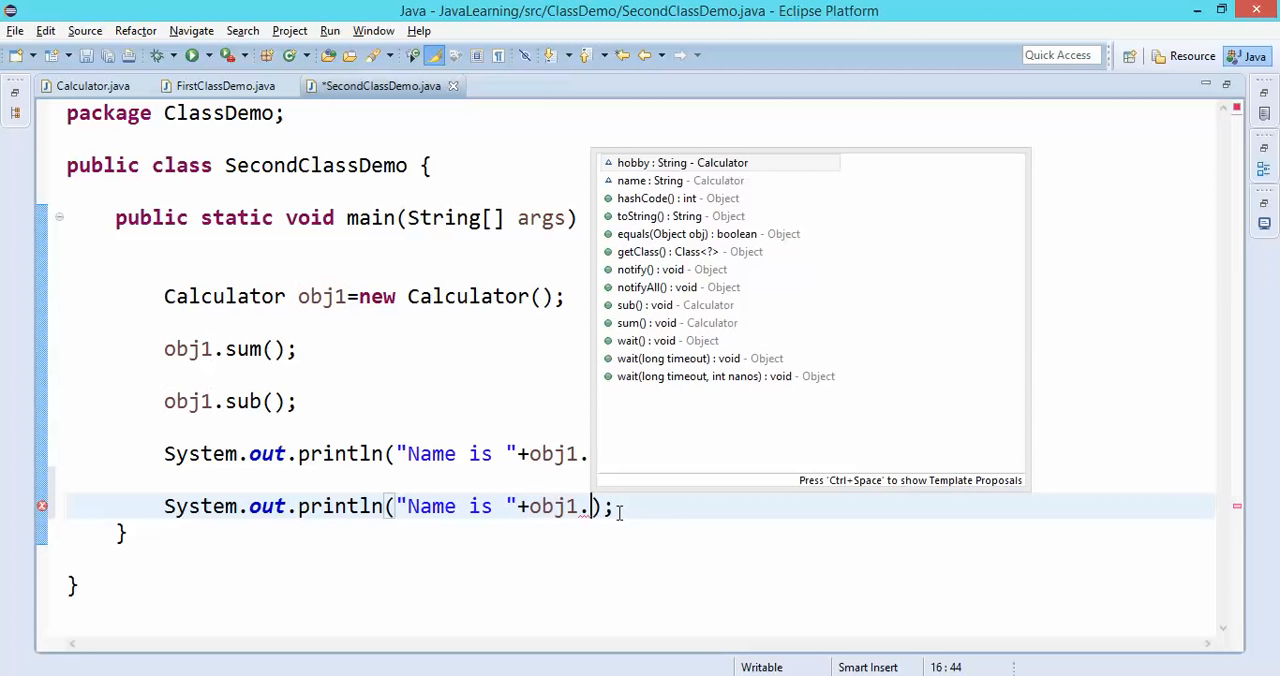 Java - JavaLearning/src/ClassDemo/SecondClassDemo.java - Eclipse Platform
File Edit Source Refactor Navigate Search Project Run Window Help
Quick Access Resource Java
Calculator.java FirstClassDemo.java *SecondClassDemo.java
package ClassDemo;
public class SecondClassDemo {
public static void main(String[] args)
Calculator obj1=new Calculator();
obj1.sum();
obj1.sub();
System.out.println("Name is "+obj1.
System.out.println("Name is "+obj1.);
}
}
hobby : String - Calculator
name : String - Calculator
hashCode() : int - Object
toString() : String - Object
equals(Object obj) : boolean - Object
getClass() : Class<?> - Object
notify() : void - Object
notifyAll() : void - Object
sub() : void - Calculator
sum() : void - Calculator
wait() : void - Object
wait(long timeout) : void - Object
wait(long timeout, int nanos) : void - Object
Press 'Ctrl+Space' to show Template Proposals
Writable Smart Insert 16 : 44